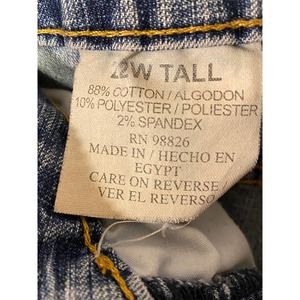 22W TALL
88% COTTON / ALGODON
10% POLYESTER / POLIESTER
2% SPANDEX
RN 98826
MADE IN / HECHO EN
EGYPT
CARE ON REVERSE
VER EL REVERSO